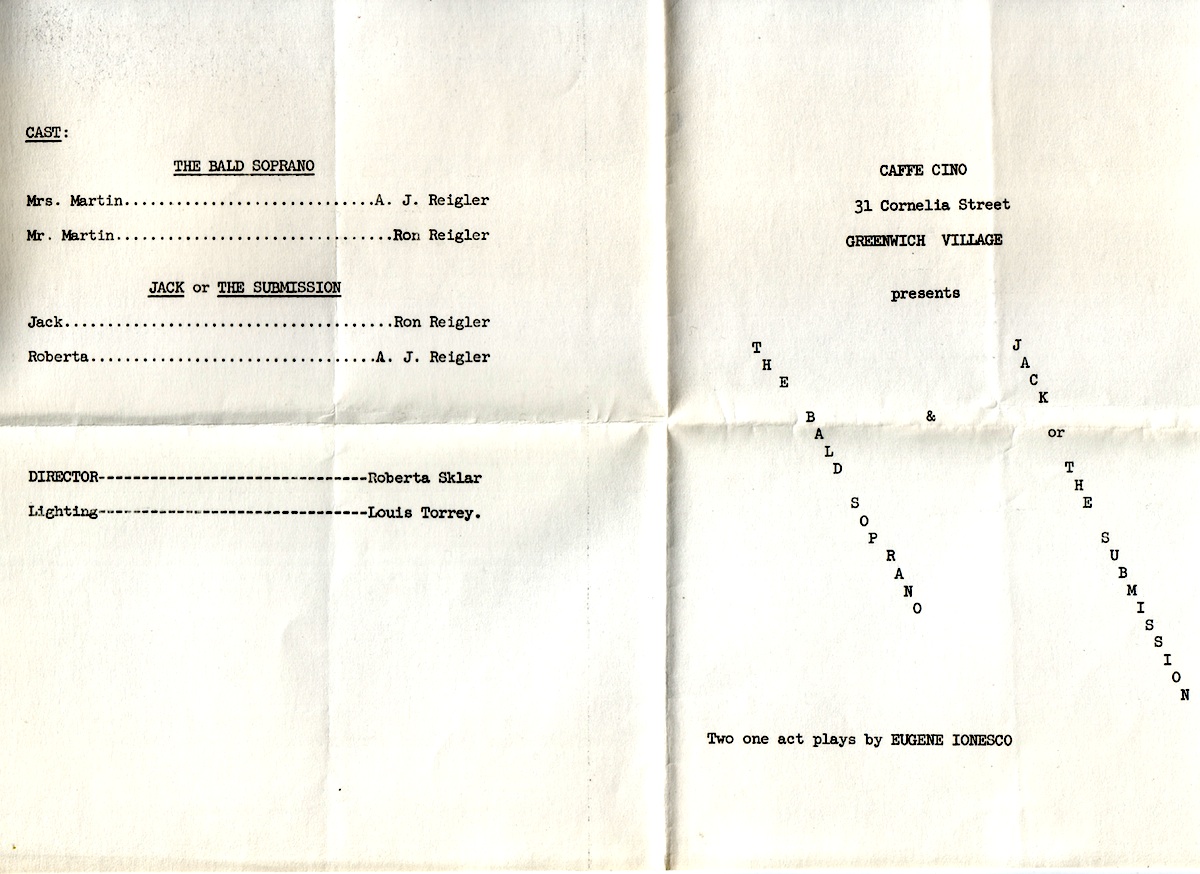 CAST:
THE BALD SOPRANO
Mrs. Martin.............................A. J. Reigler
Mr. Martin................................Ron Reigler
JACK or THE SUBMISSION
Jack......................................Ron Reigler
Roberta.................................A. J. Reigler
DIRECTOR-------------------------------Roberta Sklar
Lighting-------------------------------Louis Torrey.
CAFFE CINO
31 Cornelia Street
GREENWICH VILLAGE
presents
THE BALD SOPRANO
&
JACK or THE SUBMISSION
Two one act plays by EUGENE IONESCO